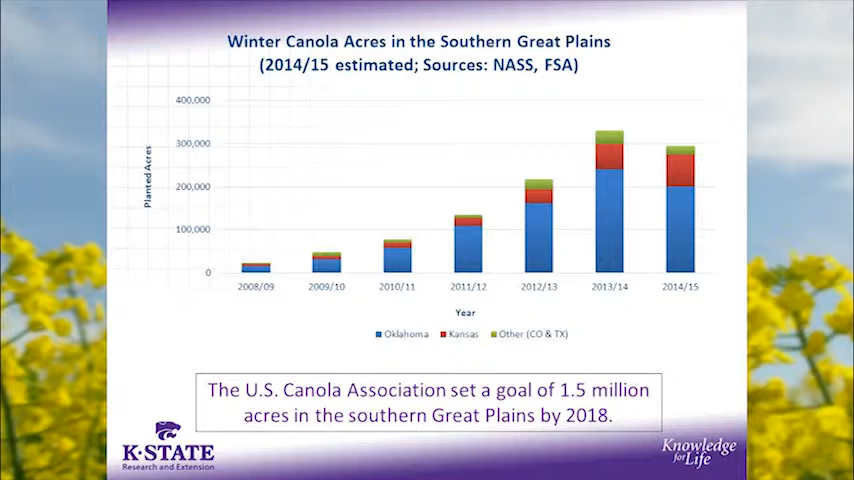 Winter Canola Acres in the Southern Great Plains
(2014/15 estimated; Sources: NASS, FSA)
Planted Acres
400,000
300,000
200,000
100,000
0
2008/09 2009/10 2010/11 2011/12 2012/13 2013/14 2014/15
Year
Oklahoma Kansas Other (CO & TX)
The U.S. Canola Association set a goal of 1.5 million
acres in the southern Great Plains by 2018.
K-STATE
Research and Extension
Knowledge
for Life